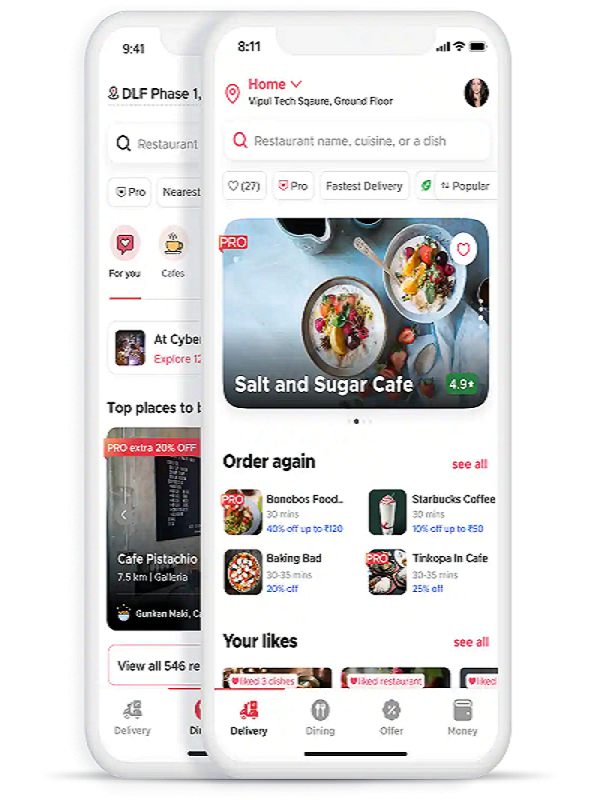 9:41
DLF Phase 1,
Restaurant
Pro
Nearest
For you
Cafes
At Cyber
Explore 12
Top places to b
PRO extra 20% OFF
Cafe Pistachio
7.5 km | Galleria
Gunkan Maki, Ca
View all 546 re
Delivery
Di
8:11
Home
Vipul Tech Sqaure, Ground Floor
Restaurant name, cuisine, or a dish
(27)
Pro
Fastest Delivery
Popular
PRO
Salt and Sugar Cafe
4.9★
Order again
see all
PRO
Bonobos Food..
30 mins
40% off up to ₹120
Starbucks Coffee
30 mins
10% off up to ₹50
Baking Bad
30-35 mins
20% off
PRO
Tinkopa In Cafe
30-35 mins
25% off
Your likes
see all
liked 3 dishes
liked restaurant
liked
Delivery
Dining
Offer
Money